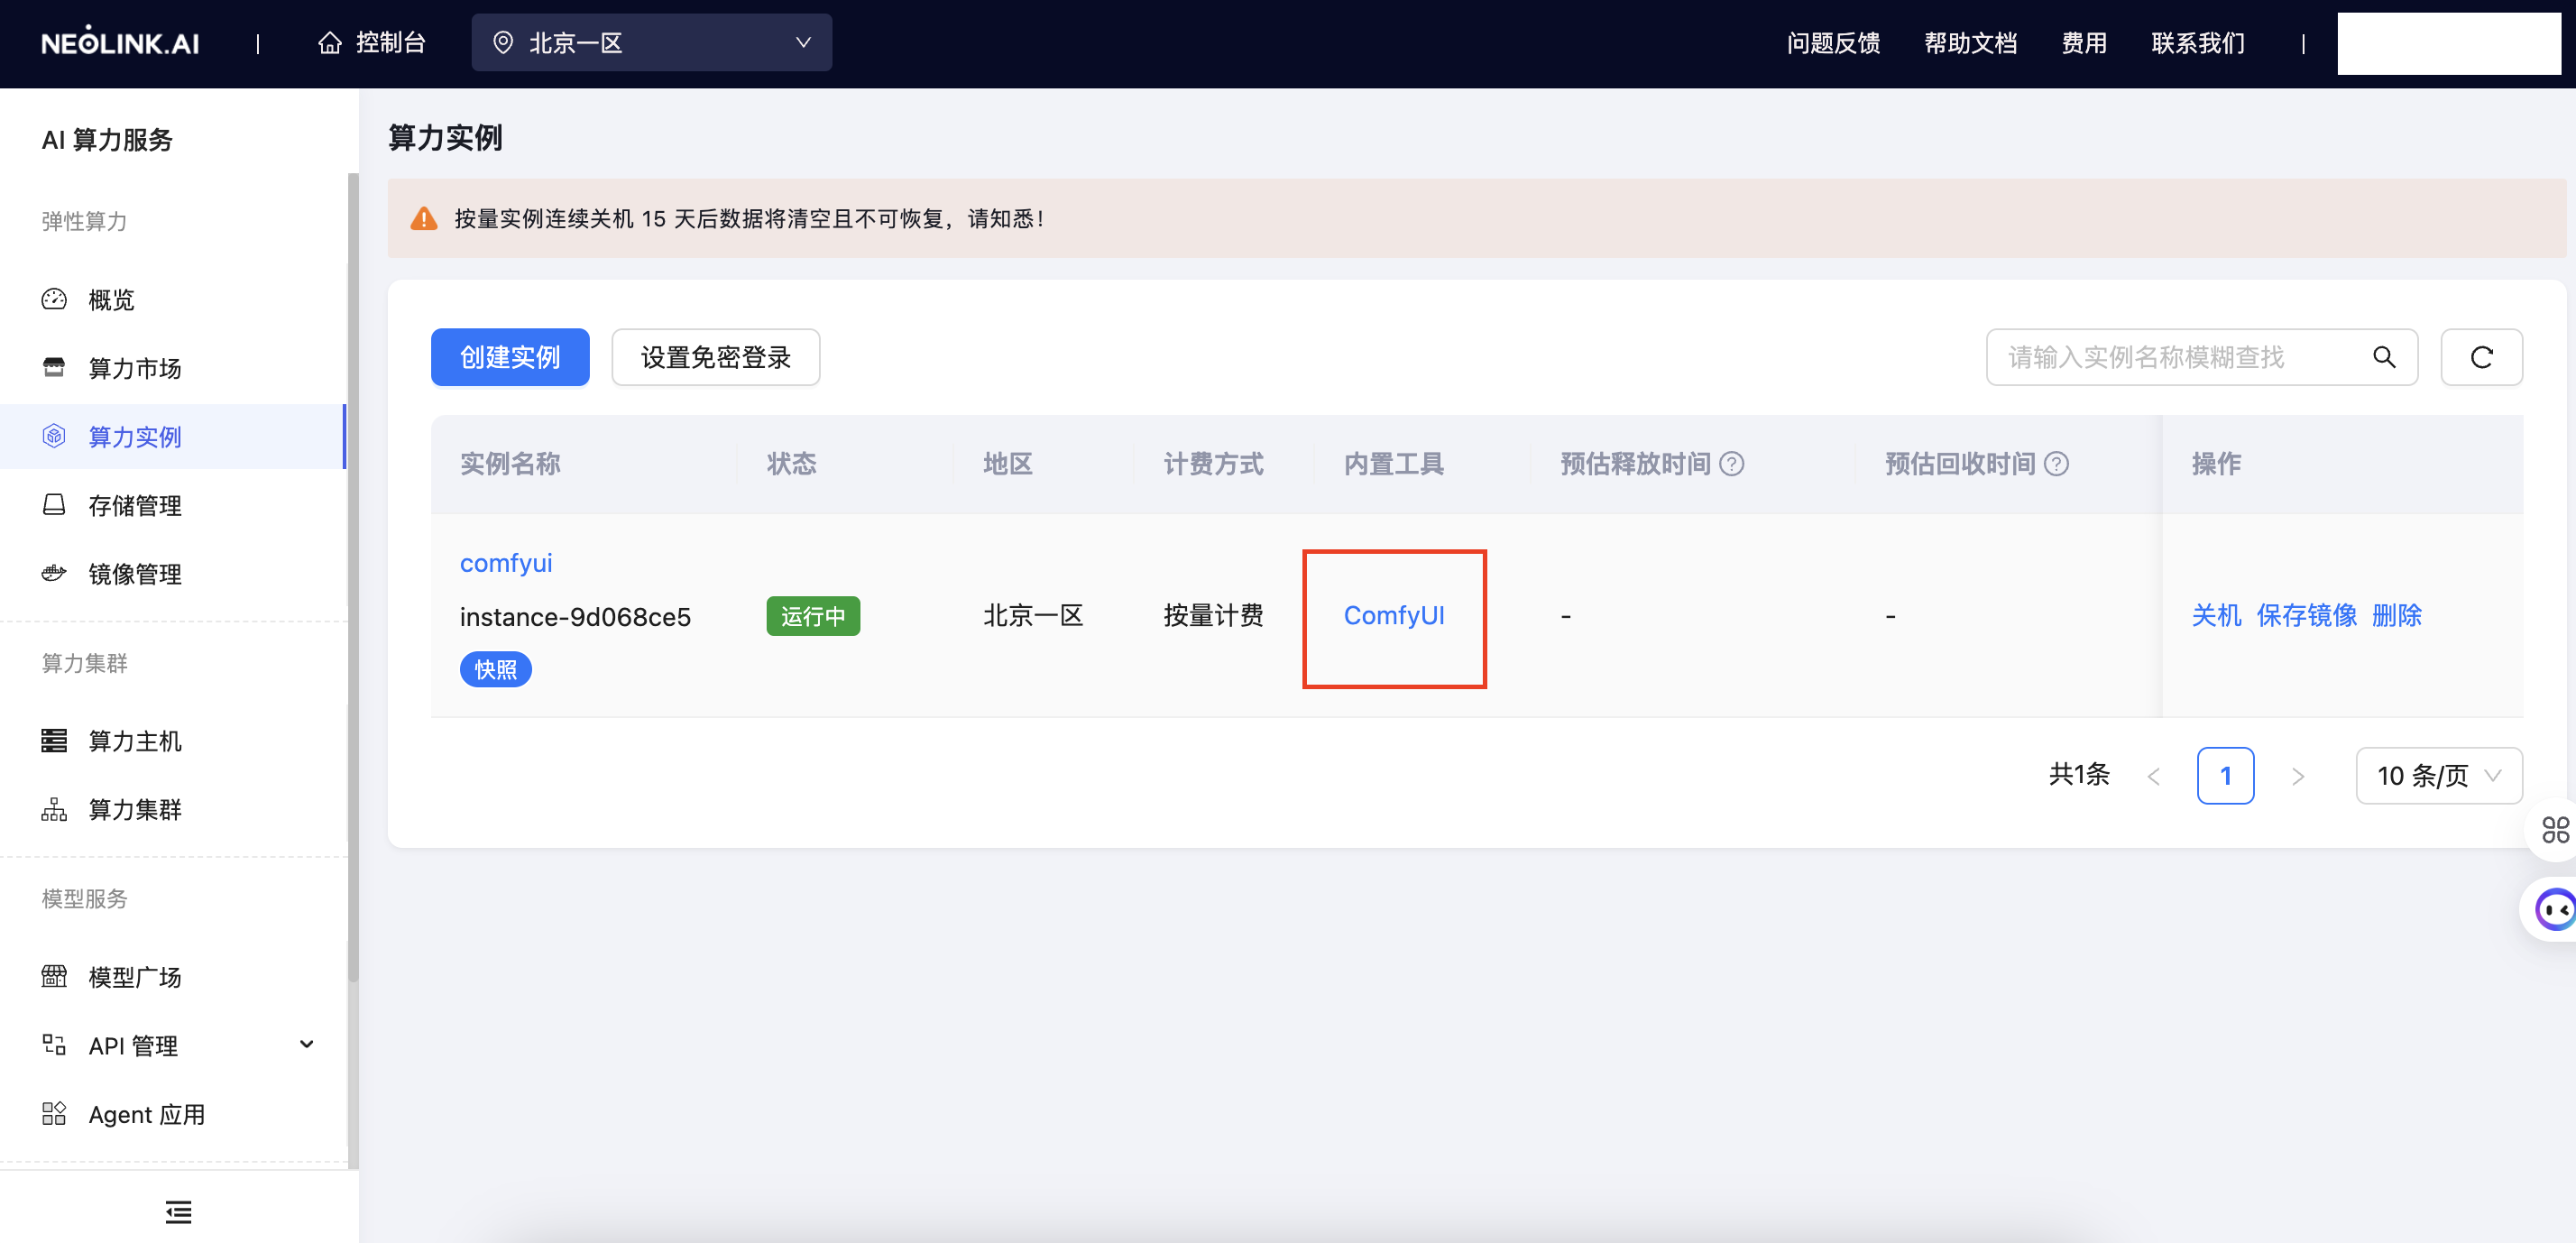 NEOLINK.AI | 控制台 北京一区 问题反馈 帮助文档 费用 联系我们 |
AI 算力服务
弹性算力
概览
算力市场
算力实例
存储管理
镜像管理
算力集群
算力主机
算力集群
模型服务
模型广场
API 管理
Agent 应用
算力实例
按量实例连续关机 15 天后数据将清空且不可恢复，请知悉！
创建实例 设置免密登录 请输入实例名称模糊查找
实例名称 状态 地区 计费方式 内置工具 预估释放时间 预估回收时间 操作
comfyui
instance-9d068ce5 运行中 北京一区 按量计费 ComfyUI - - 关机 保存镜像 删除
快照
共1条 < 1 > 10 条/页